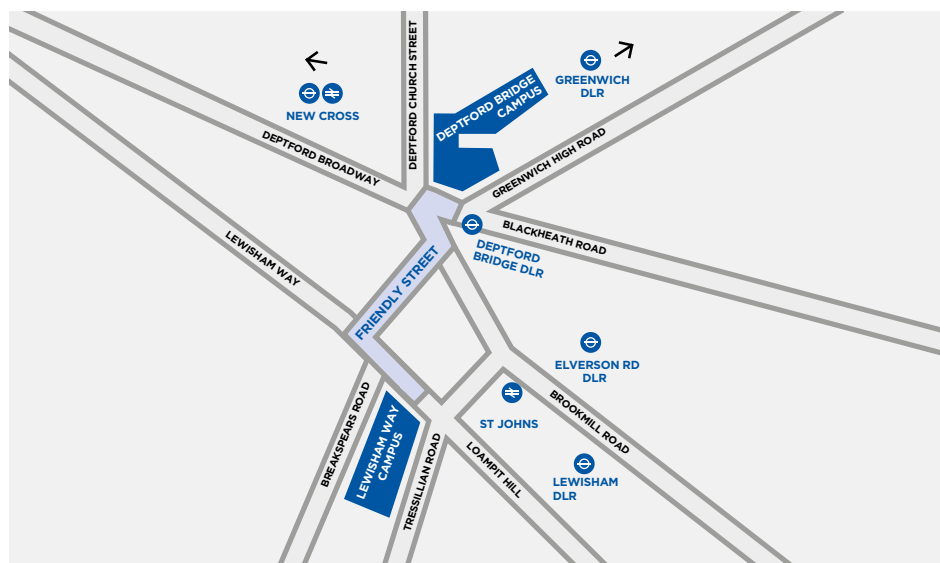 DEPTFORD CHURCH STREET
NEW CROSS
GREENWICH
DLR
DEPTFORD BRIDGE
CAMPUS
DEPTFORD BROADWAY
GREENWICH HIGH ROAD
LEWISHAM WAY
BLACKHEATH ROAD
DEPTFORD
BRIDGE DLR
FRIENDLY STREET
ELVERSON RD
DLR
BREAKSPEARS ROAD
LEWISHAM WAY
CAMPUS
TRESSILLIAN ROAD
ST JOHNS
BROOKMILL ROAD
LOAMPIT HILL
LEWISHAM
DLR